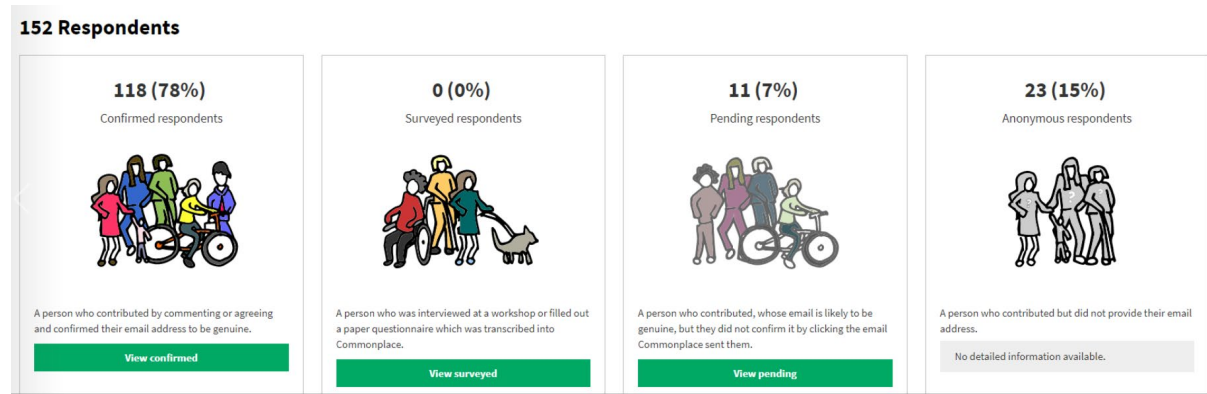 152 Respondents
118 (78%)
Confirmed respondents
A person who contributed by commenting or agreeing
and confirmed their email address to be genuine.
View confirmed
0 (0%)
Surveyed respondents
A person who was interviewed at a workshop or filled out
a paper questionnaire which was transcribed into
Commonplace.
View surveyed
11 (7%)
Pending respondents
A person who contributed, whose email is likely to be
genuine, but they did not confirm it by clicking the email
Commonplace sent them.
View pending
23 (15%)
Anonymous respondents
? ? ?
A person who contributed but did not provide their email
address.
No detailed information available.